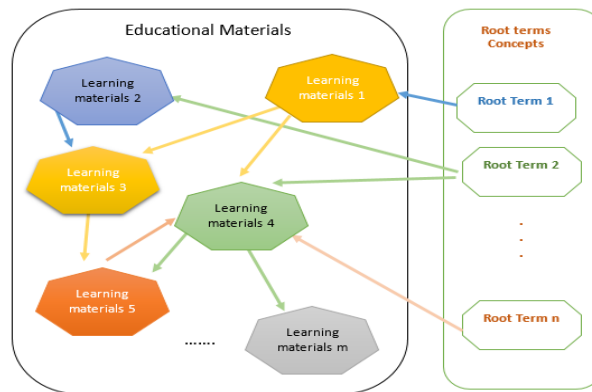 Educational Materials
Root terms
Concepts
Learning
materials 2
Learning
materials 1
Root Term 1
Learning
materials 3
Root Term 2
Learning
materials 4
.
.
.
Learning
materials 5
.......
Learning
materials m
Root Term n